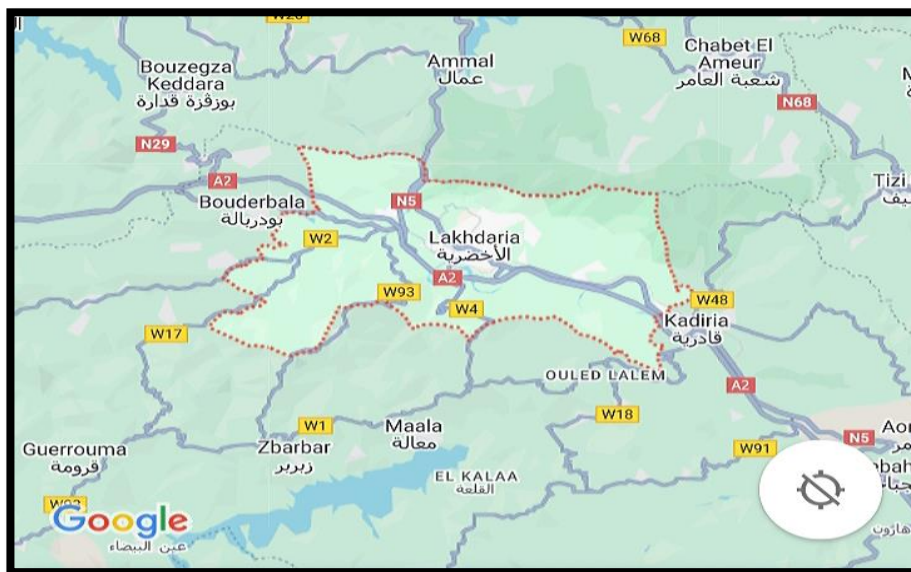 W68
Chabet El
Ameur
شعبة العامر
Ammal
عمال
Bouzegza
Keddara
بوزڨزة قدارة
N68
N29
A2
Tizi
Bouderbala
بودربالة
N5
W2
Lakhdaria
الأخضرية
A2
W93
W4
W48
W17
Kadiria
قادرية
OULED LALEM
A2
W18
W1
Maala
معالة
Zbarbar
زبربر
Guerrouma
قرومة
W91
N5
EL KALAA
القلعة
Google
عين البيضاء